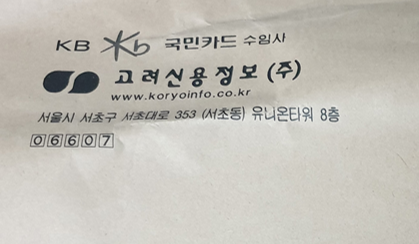 KB Kb 국민카드 수임사
고려신용정보 (주)
www.koryoinfo.co.kr
서울시 서초구 서초대로 353 (서초동) 유니온타워 8층
06607